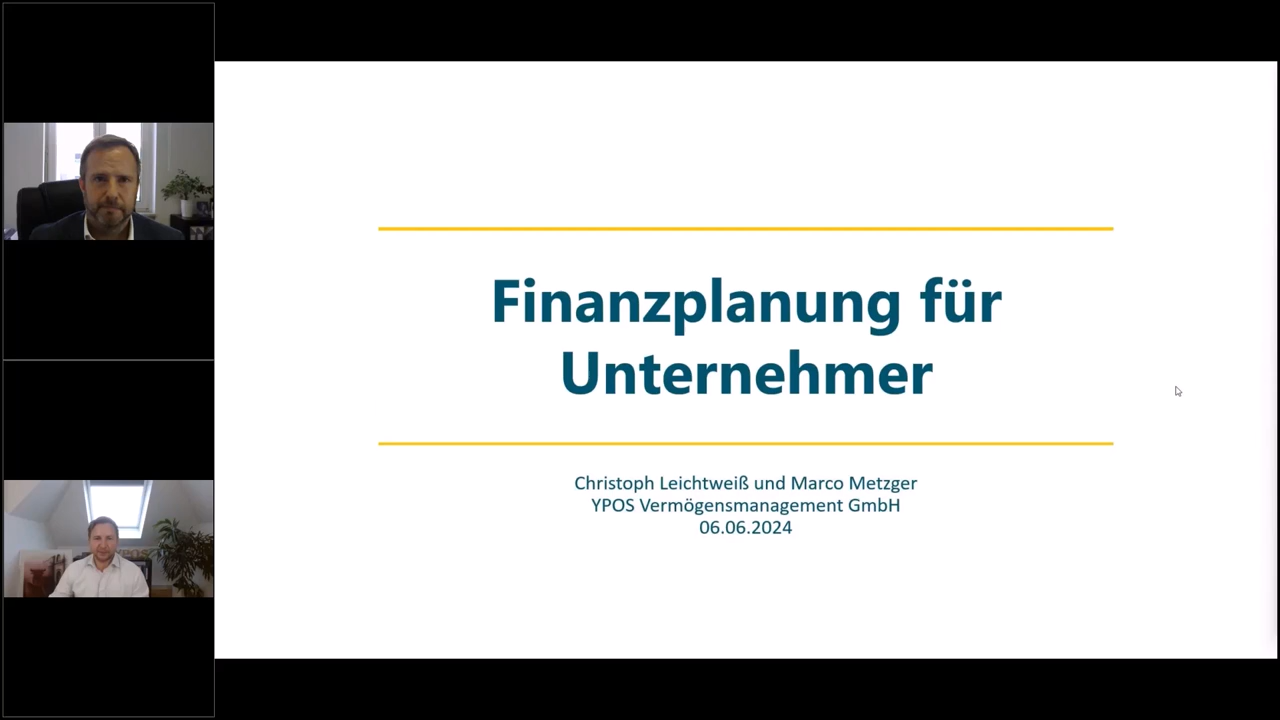 Finanzplanung für
Unternehmer
Christoph Leichtweiß und Marco Metzger
YPOS Vermögensmanagement GmbH
06.06.2024